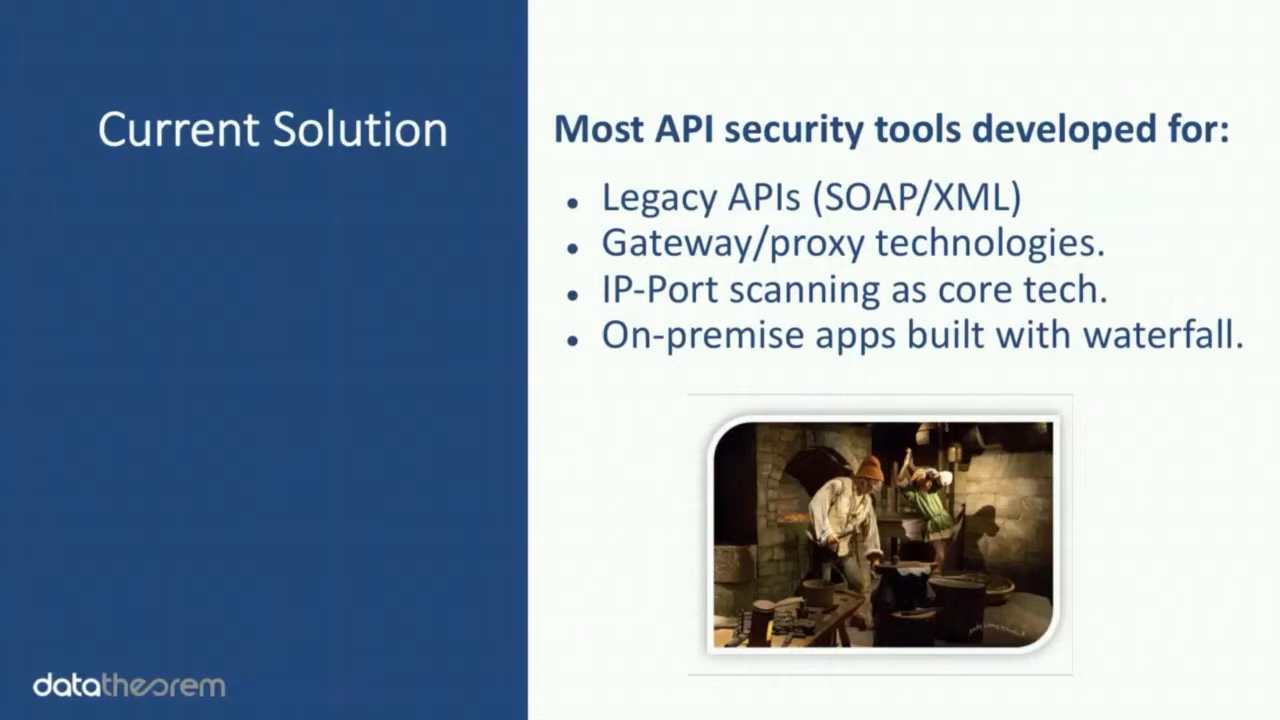 Current Solution
Most API security tools developed for:
Legacy APIs (SOAP/XML)
Gateway/proxy technologies.
IP-Port scanning as core tech.
On-premise apps built with waterfall.
datatheorem